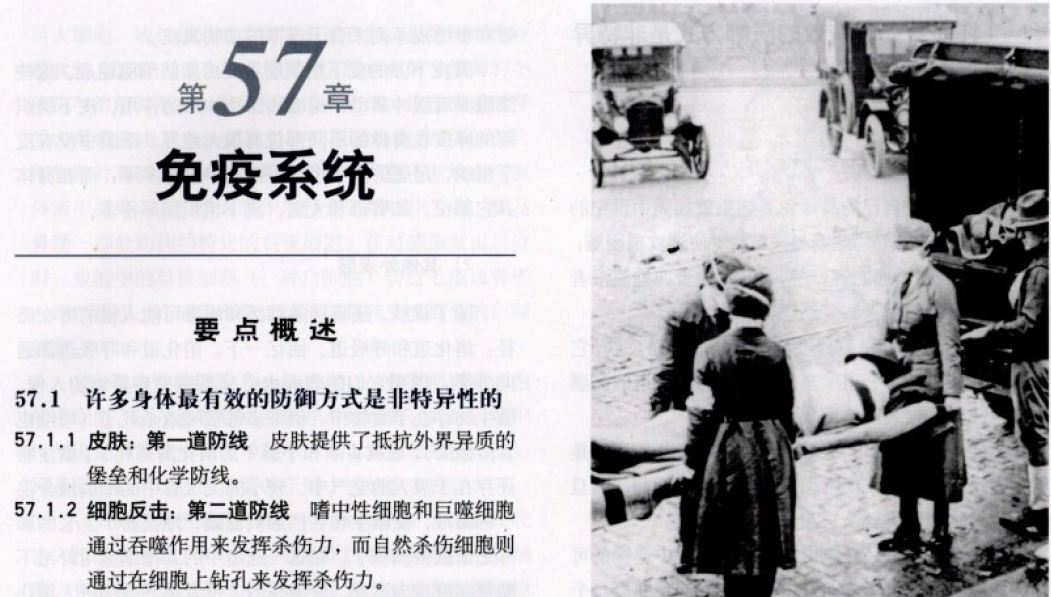 第57章
免疫系统
要点概述
57.1 许多身体最有效的防御方式是非特异性的
57.1.1 皮肤：第一道防线 皮肤提供了抵抗外界异质的
堡垒和化学防线。
57.1.2 细胞反击：第二道防线 嗜中性细胞和巨噬细胞
通过吞噬作用来发挥杀伤力，而自然杀伤细胞则
通过在细胞上钻孔来发挥杀伤力。